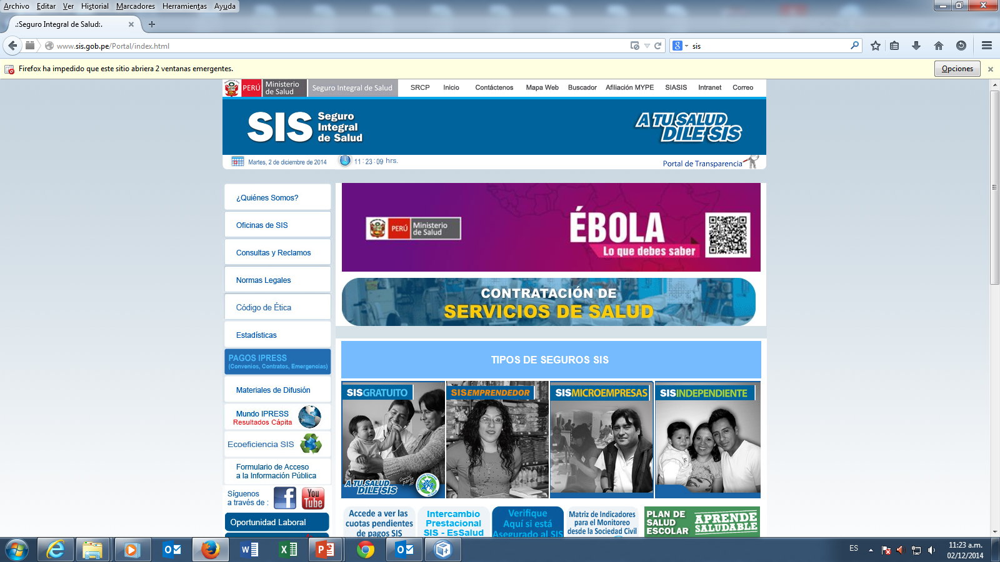 Archivo Editar Ver Historial Marcadores Herramientas Ayuda
.:Seguro Integral de Salud:.
www.sis.gob.pe/Portal/index.html
sis
Firefox ha impedido que este sitio abriera 2 ventanas emergentes.
Opciones
PERÚ Ministerio de Salud Seguro Integral de Salud SRCP Inicio Contáctenos Mapa Web Buscador Afiliación MYPE SIASIS Intranet Correo
SIS Seguro
Integral
de Salud
A TU SALUD
DILE SIS
Martes, 2 de diciembre de 2014 11 : 23 : 09 hrs.
Portal de Transparencia
¿Quiénes Somos?
Oficinas de SIS
Consultas y Reclamos
Normas Legales
Código de Ética
Estadísticas
PAGOS IPRESS
(Convenios, Contratos, Emergencias)
Materiales de Difusión
Mundo IPRESS
Resultados Cápita
Ecoeficiencia SIS
Formulario de Acceso
a la Información Pública
Síguenos
a través de :
f
You
Tube
Oportunidad Laboral
PERÚ Ministerio
de Salud
ÉBOLA
Lo que debes saber
CONTRATACIÓN DE
SERVICIOS DE SALUD
TIPOS DE SEGUROS SIS
SISGRATUITO
SISEMPRENDEDOR
SISMICROEMPRESAS
SISINDEPENDIENTE
A TU SALUD
DILE SIS
Accede a ver las
cuotas pendientes
de pagos SIS
Intercambio
Prestacional
SIS - EsSalud
Verifique
Aquí si está
Asegurado al SIS
Matriz de Indicadores
para el Monitoreo
desde la Sociedad Civil
PLAN DE
SALUD
ESCOLAR
APRENDE
SALUDABLE
ES
11:23 a.m.
02/12/2014